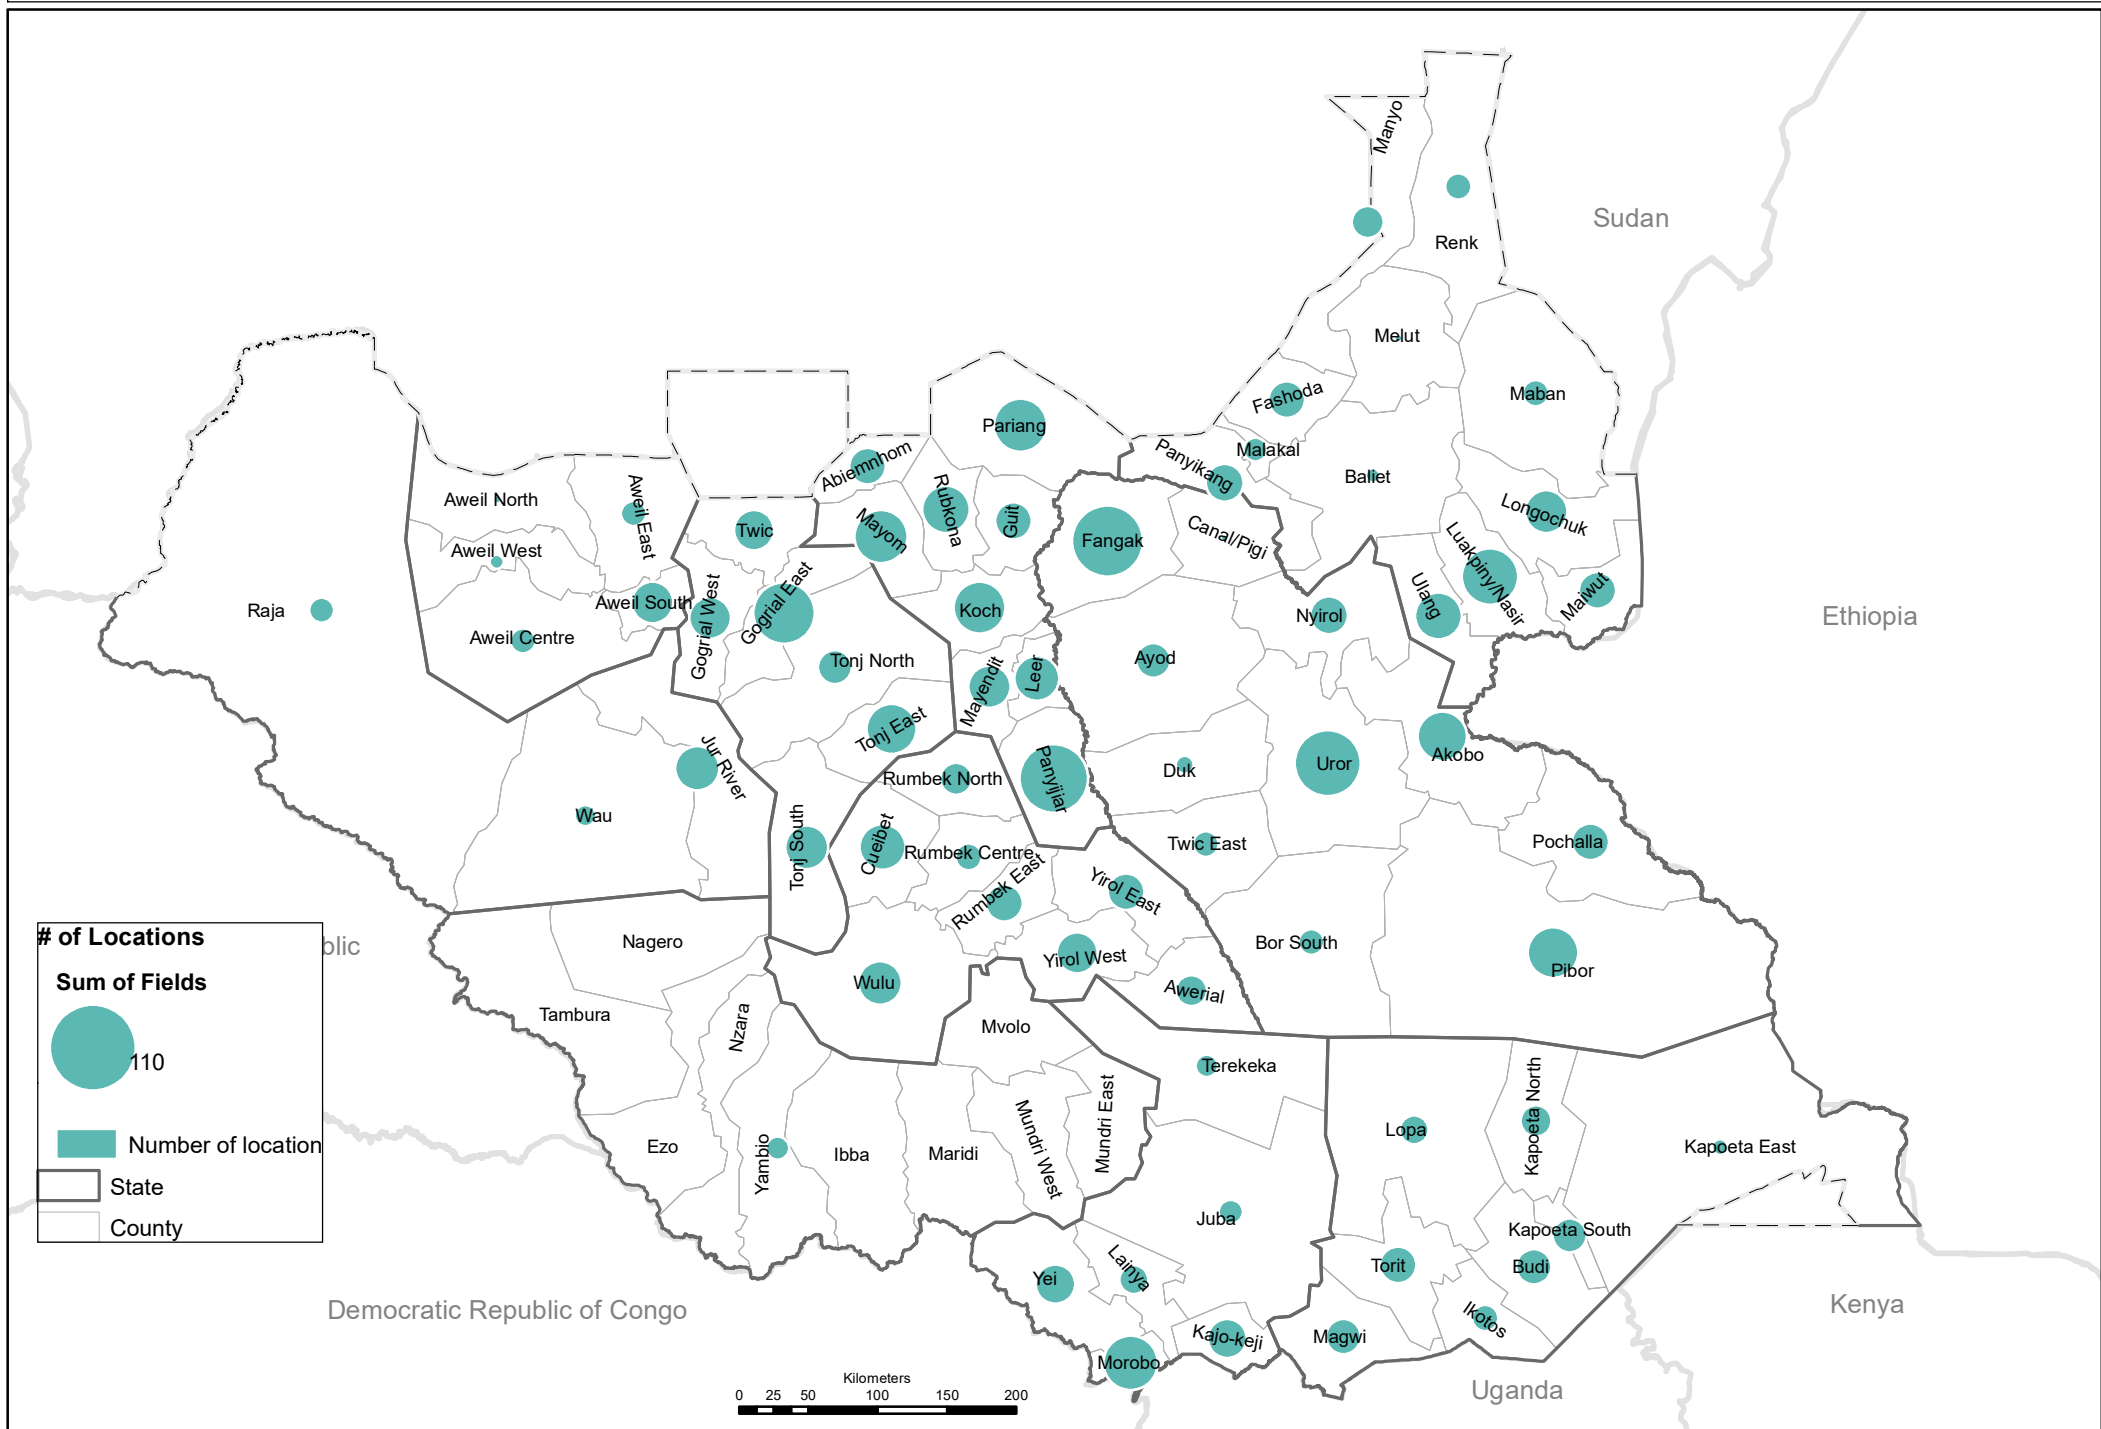 Manyo
Sudan
Renk
Melut
Fashoda
Maban
Pariang
Malakal
Panyikang
Abiemnhom
Baliet
Aweil North
Aweil East
Rubkona
Longochuk
Twic
Mayom
Guit
Fangak
Canal/Pigi
Aweil West
Luakpiny/Nasir
Raja
Aweil South
Gogrial West
Gogrial East
Koch
Nyirol
Ulang
Maiwut
Ethiopia
Aweil Centre
Tonj North
Mayendit
Leer
Ayod
Tonj East
Jur River
Akobo
Rumbek North
Panyijiar
Duk
Uror
Wau
Tonj South
Cueibet
Rumbek Centre
Twic East
Pochalla
Rumbek East
Yirol East
Nagero
Bor South
blic
Yirol West
Pibor
Wulu
Awerial
Tambura
Nzara
Mvolo
Terekeka
# of Locations
Sum of Fields
110
Number of location
State
County
Ezo
Yambio
Ibba
Maridi
Mundri West
Mundri East
Lopa
Kapoeta North
Kapoeta East
Juba
Kapoeta South
Yei
Lainya
Torit
Budi
Democratic Republic of Congo
Ikotos
Kenya
Kajo-keji
Magwi
Morobo
Uganda
Kilometers
0 25 50 100 150 200